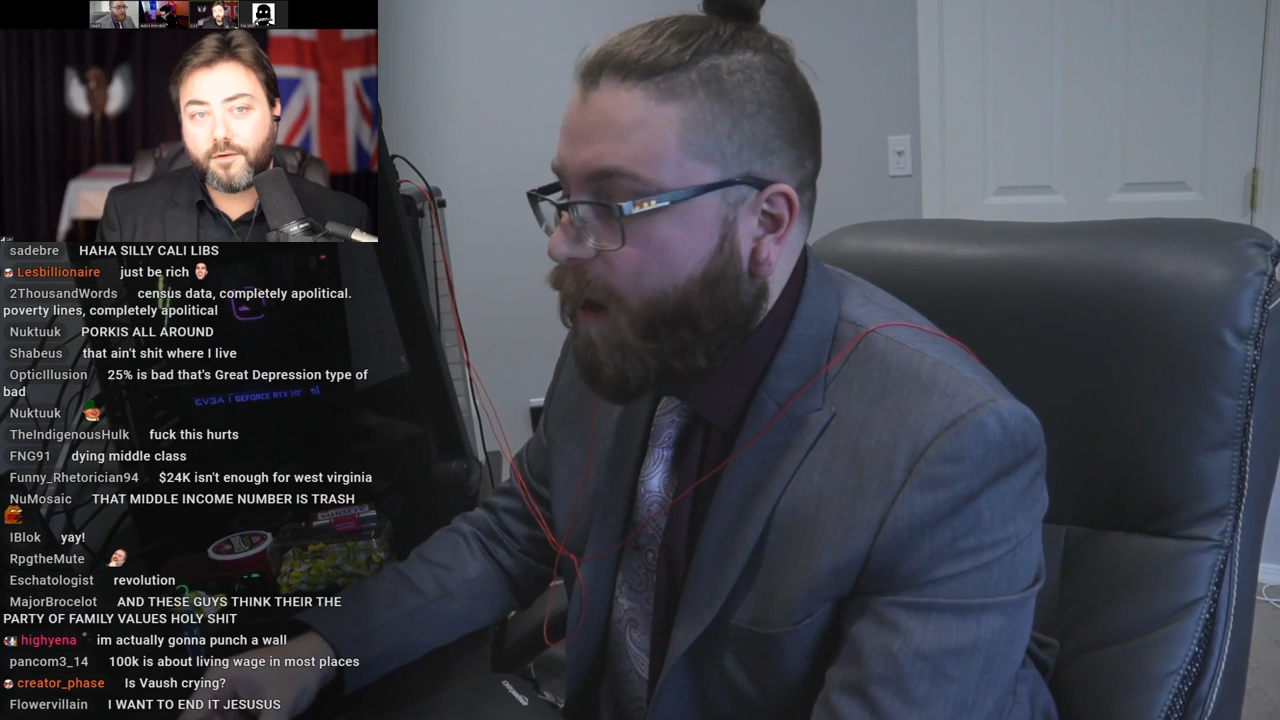 sadebre HAHA SILLY CALI LIBS
Lesbillionaire just be rich
2ThousandWords census data, completely apolitical.
poverty lines, completely apolitical
Nuktuuk PORKIS ALL AROUND
Shabeus that ain't shit where I live
OpticIllusion 25% is bad that's Great Depression type of
bad
EVGA GEFORCE RTX
Nuktuuk
TheIndigenousHulk fuck this hurts
FNG91 dying middle class
Funny_Rhetorician94 $24K isn't enough for west virginia
NuMosaic THAT MIDDLE INCOME NUMBER IS TRASH
IBlok yay!
RpgtheMute
Eschatologist revolution
MajorBrocelot AND THESE GUYS THINK THEIR THE
PARTY OF FAMILY VALUES HOLY SHIT
highyena im actually gonna punch a wall
pancom3_14 100k is about living wage in most places
creator_phase Is Vaush crying?
Flowervillain I WANT TO END IT JESUSUS